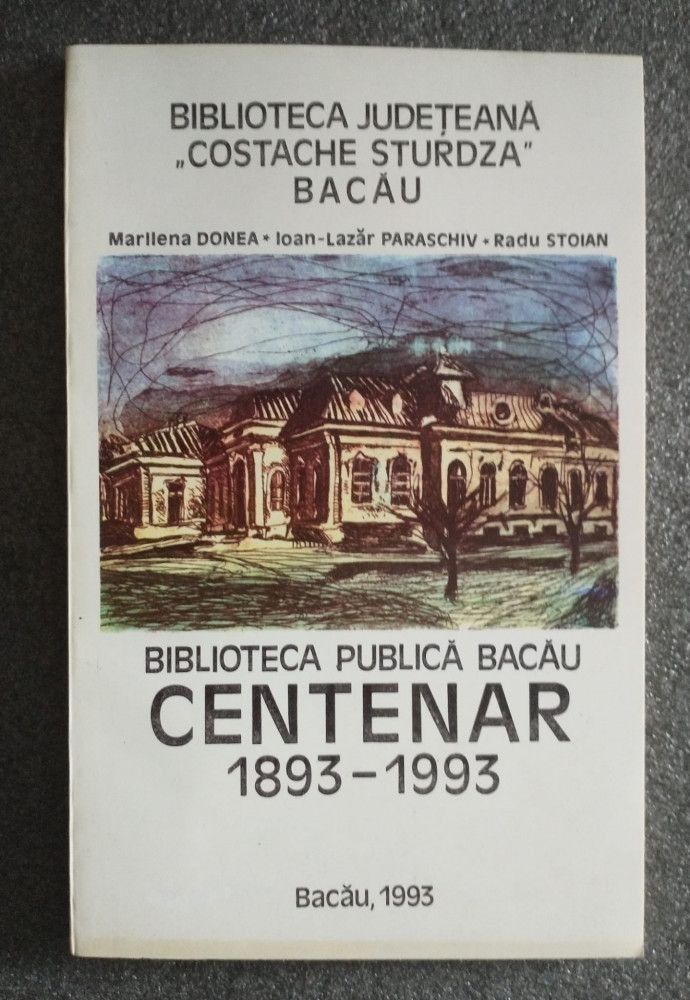 BIBLIOTECA JUDEȚEANĂ
„COSTACHE STURDZA”
BACĂU
Marilena DONEA * Ioan-Lazăr PARASCHIV * Radu STOIAN
BIBLIOTECA PUBLICĂ BACĂU
CENTENAR
1893 – 1993
Bacău, 1993